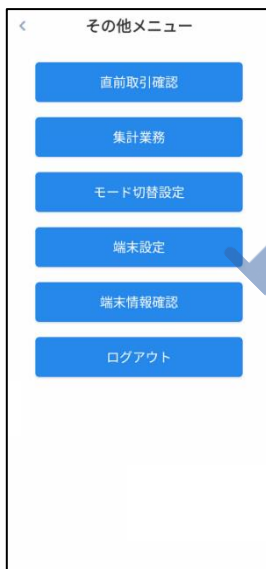 その他メニュー
直前取引確認
集計業務
モード切替設定
端末設定
端末情報確認
ログアウト